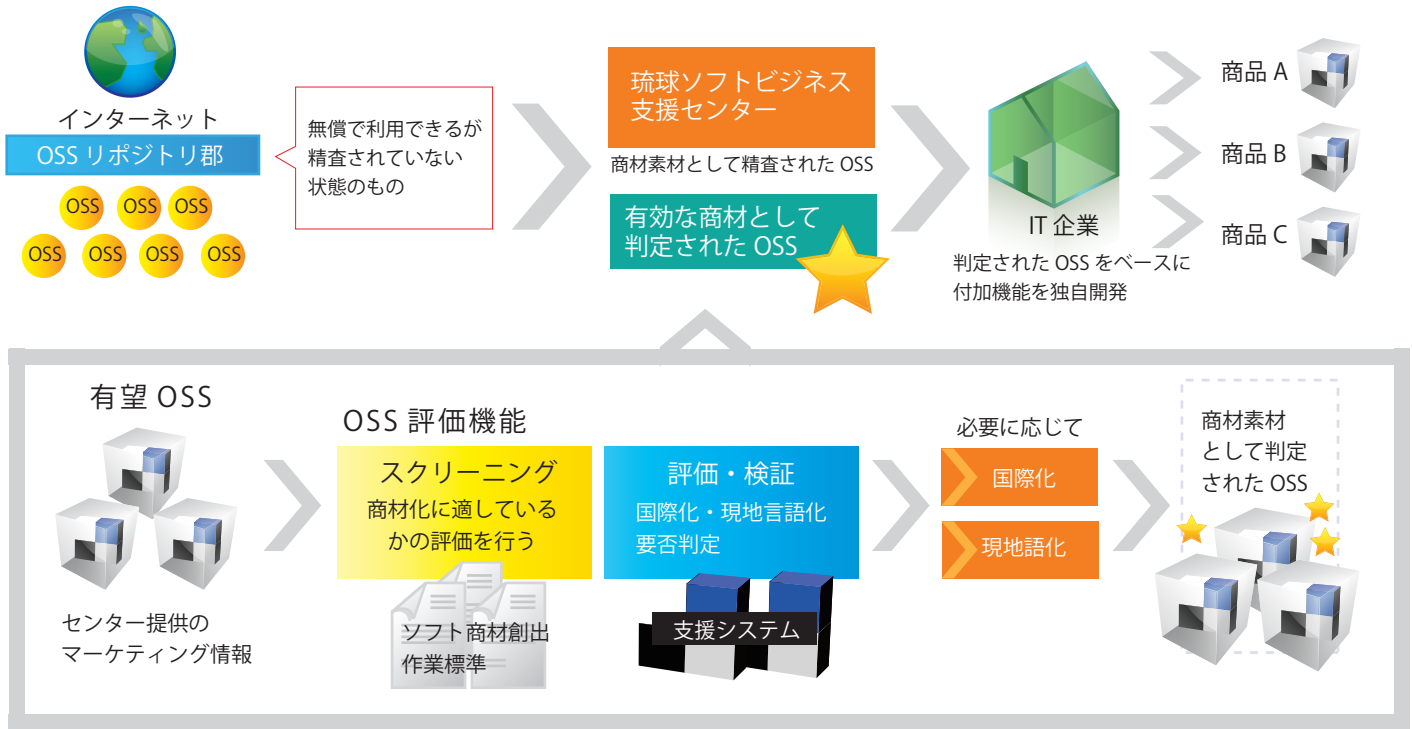 インターネット
OSS リポジトリ郡
OSS OSS OSS
OSS OSS OSS OSS
無償で利用できるが
精査されていない
状態のもの
琉球ソフトビジネス
支援センター
商材素材として精査された OSS
有効な商材として
判定された OSS
IT 企業
判定された OSS をベースに
付加機能を独自開発
商品 A
商品 B
商品 C
有望 OSS
センター提供の
マーケティング情報
OSS 評価機能
スクリーニング
商材化に適している
かの評価を行う
ソフト商材創出
作業標準
評価・検証
国際化・現地言語化
要否判定
支援システム
必要に応じて
国際化
現地語化
商材素材
として判定
された OSS